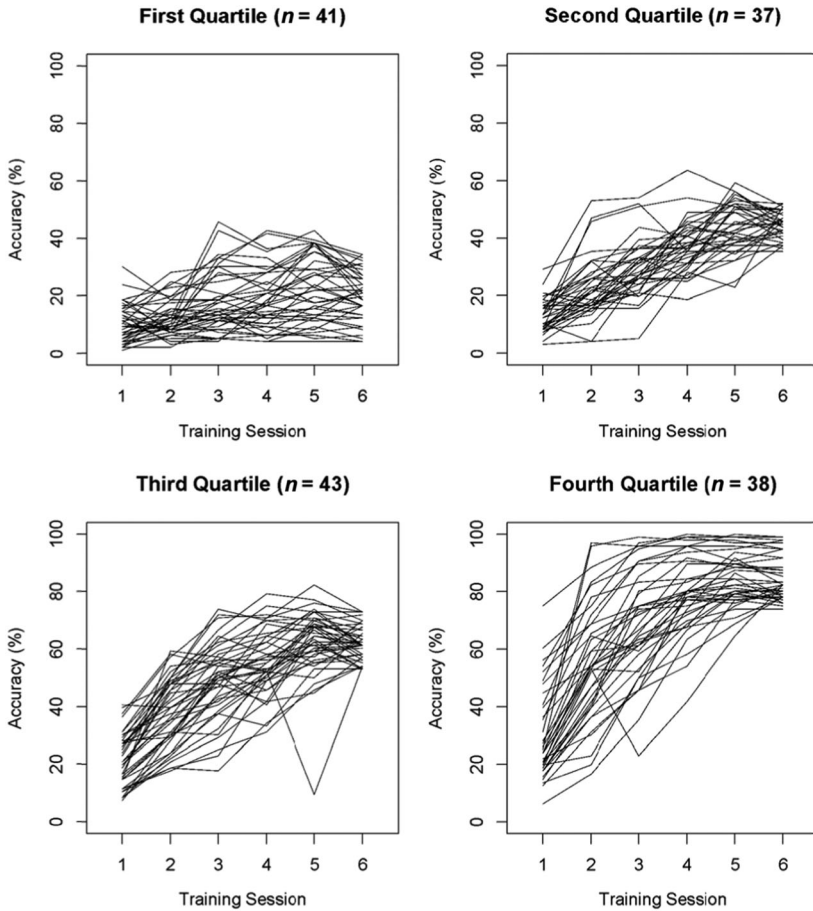 First Quartile (n = 41)
Accuracy (%)
100
80
60
40
20
0
1 2 3 4 5 6
Training Session
Second Quartile (n = 37)
Accuracy (%)
100
80
60
40
20
0
1 2 3 4 5 6
Training Session
Third Quartile (n = 43)
Accuracy (%)
100
80
60
40
20
0
1 2 3 4 5 6
Training Session
Fourth Quartile (n = 38)
Accuracy (%)
100
80
60
40
20
0
1 2 3 4 5 6
Training Session